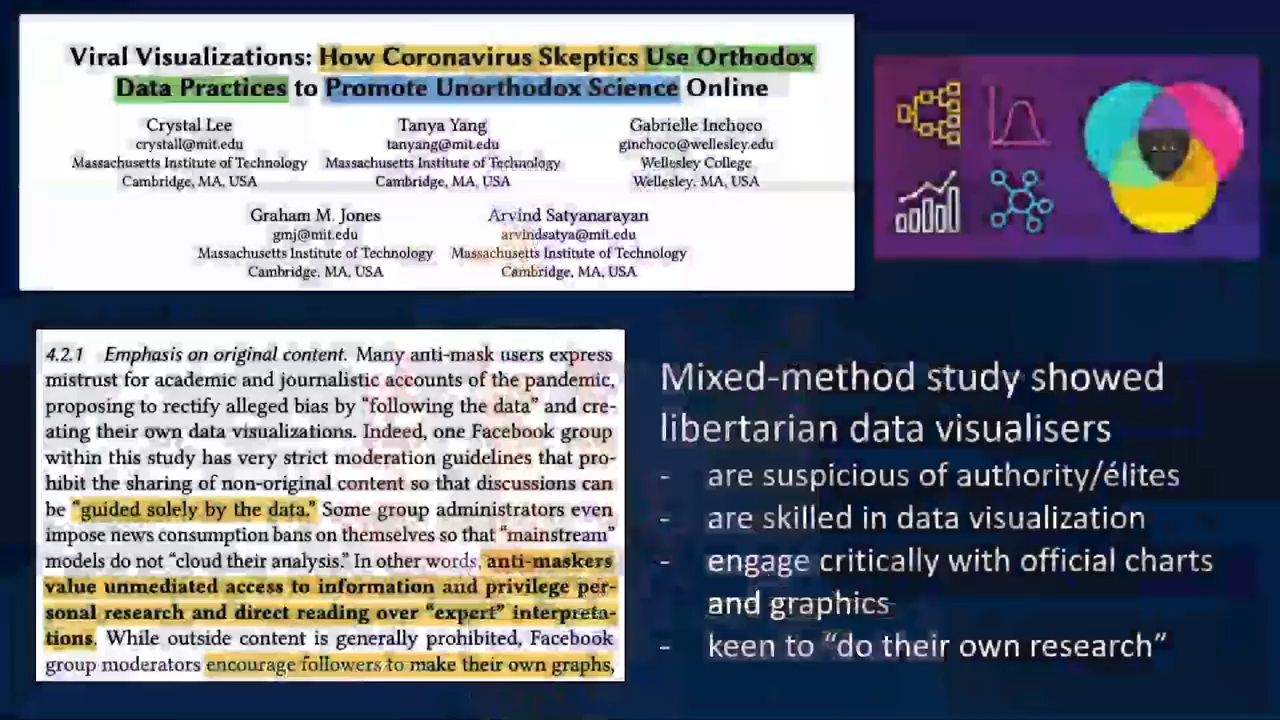 Viral Visualizations: How Coronavirus Skeptics Use Orthodox
Data Practices to Promote Unorthodox Science Online
Crystal Lee
crystall@mit.edu
Massachusetts Institute of Technology
Cambridge, MA, USA
Tanya Yang
tanyang@mit.edu
Massachusetts Institute of Technology
Cambridge, MA, USA
Gabrielle Inchoco
ginchoco@wellesley.edu
Wellesley College
Wellesley, MA, USA
Graham M. Jones
gmj@mit.edu
Massachusetts Institute of Technology
Cambridge, MA, USA
Arvind Satyanarayan
arvindsatya@mit.edu
Massachusetts Institute of Technology
Cambridge, MA, USA
4.2.1 Emphasis on original content. Many anti-mask users express
mistrust for academic and journalistic accounts of the pandemic,
proposing to rectify alleged bias by “following the data” and cre-
ating their own data visualizations. Indeed, one Facebook group
within this study has very strict moderation guidelines that pro-
hibit the sharing of non-original content so that discussions can
be “guided solely by the data.” Some group administrators even
impose news consumption bans on themselves so that “mainstream”
models do not “cloud their analysis.” In other words, anti-maskers
value unmediated access to information and privilege per-
sonal research and direct reading over “expert” interpreta-
tions. While outside content is generally prohibited, Facebook
group moderators encourage followers to make their own graphs,
Mixed-method study showed
libertarian data visualisers
- are suspicious of authority/élites
- are skilled in data visualization
- engage critically with official charts
and graphics
- keen to “do their own research”